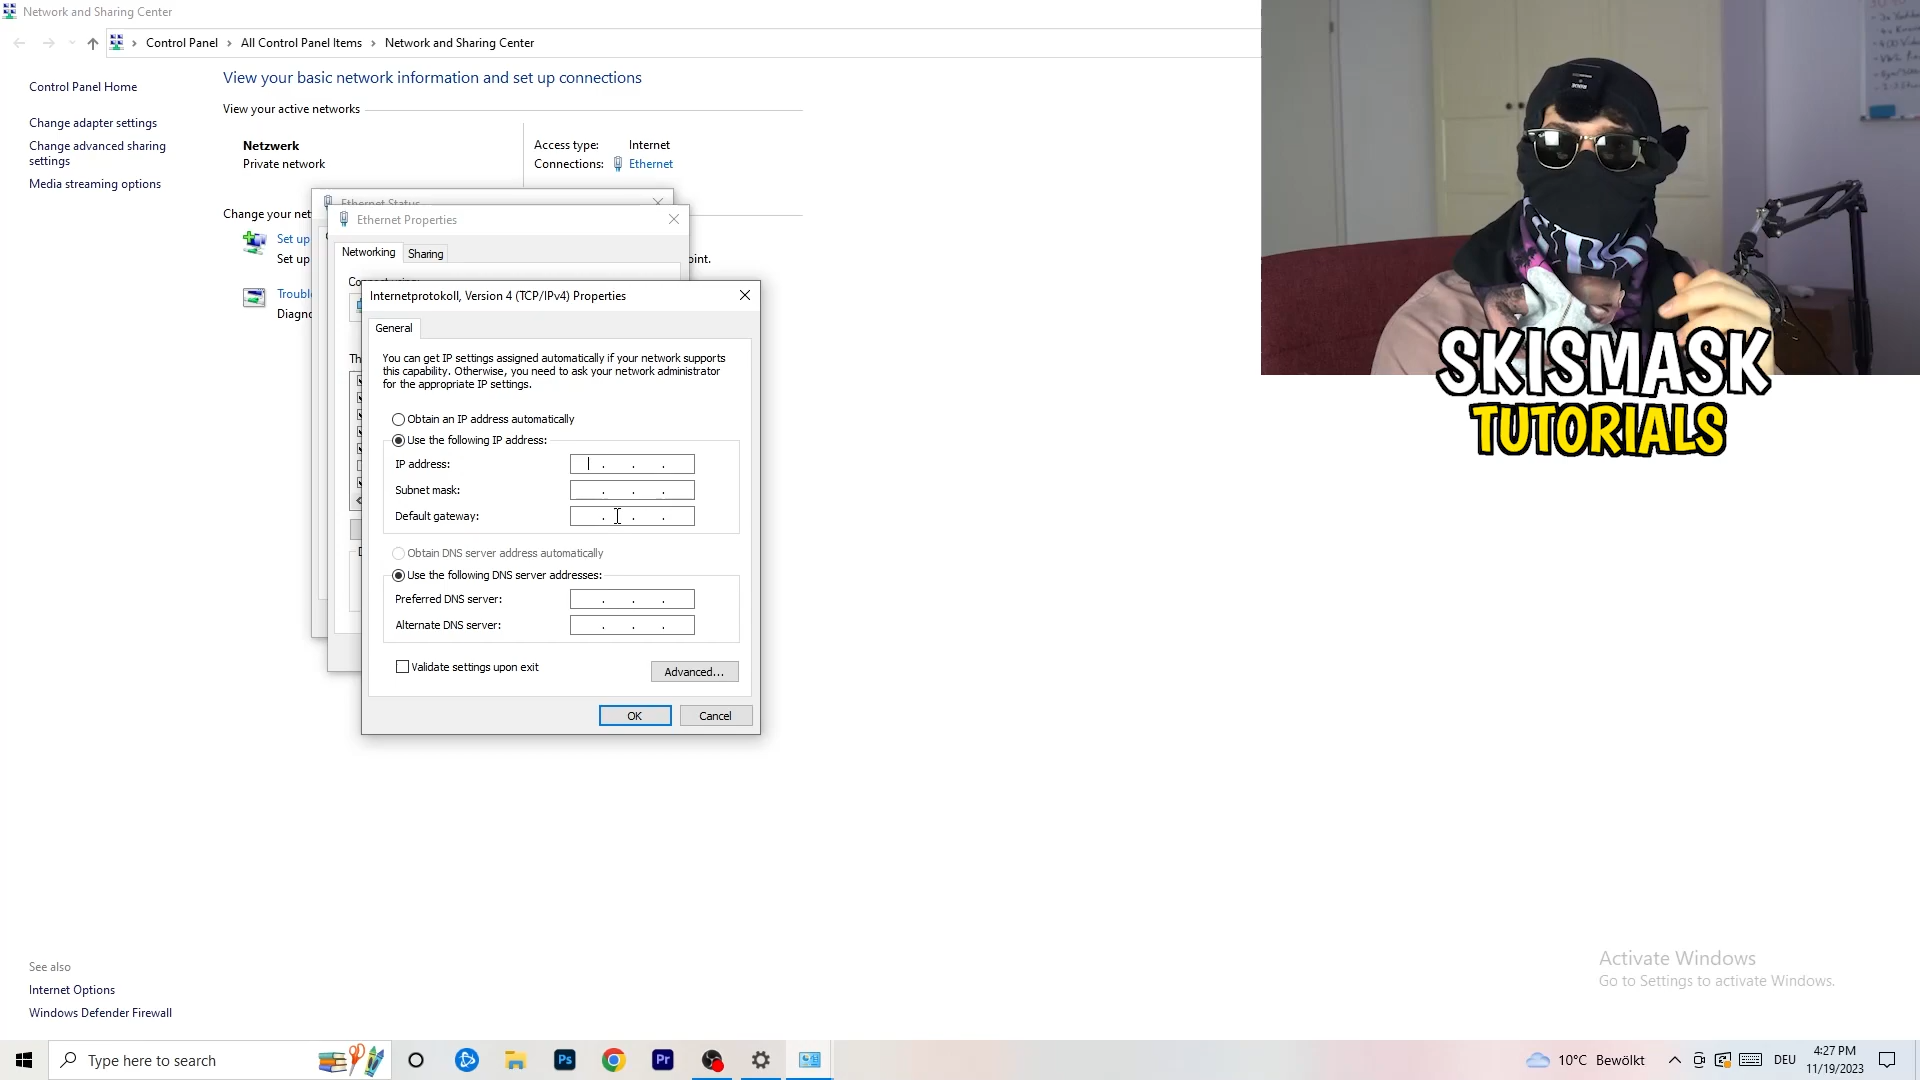 Network and Sharing Center
Control Panel > All Control Panel Items > Network and Sharing Center
Control Panel Home
Change adapter settings
Change advanced sharing
settings
Media streaming options
View your basic network information and set up connections
View your active networks
Netzwerk
Private network
Access type: Internet
Connections: Ethernet
Change your net
Set up
Set up
oint.
Troubl
Diagno
Ethernet Status
Ethernet Properties
Networking
Sharing
Internetprotokoll, Version 4 (TCP/IPv4) Properties
General
You can get IP settings assigned automatically if your network supports
this capability. Otherwise, you need to ask your network administrator
for the appropriate IP settings.
Obtain an IP address automatically
Use the following IP address:
IP address:
Subnet mask:
Default gateway:
Obtain DNS server address automatically
Use the following DNS server addresses:
Preferred DNS server:
Alternate DNS server:
Validate settings upon exit
Advanced...
OK
Cancel
SKISMASK
TUTORIALS
See also
Internet Options
Windows Defender Firewall
Activate Windows
Go to Settings to activate Windows.
Type here to search
Ps
Pr
10°C Bewölkt
DEU
4:27 PM
11/19/2023